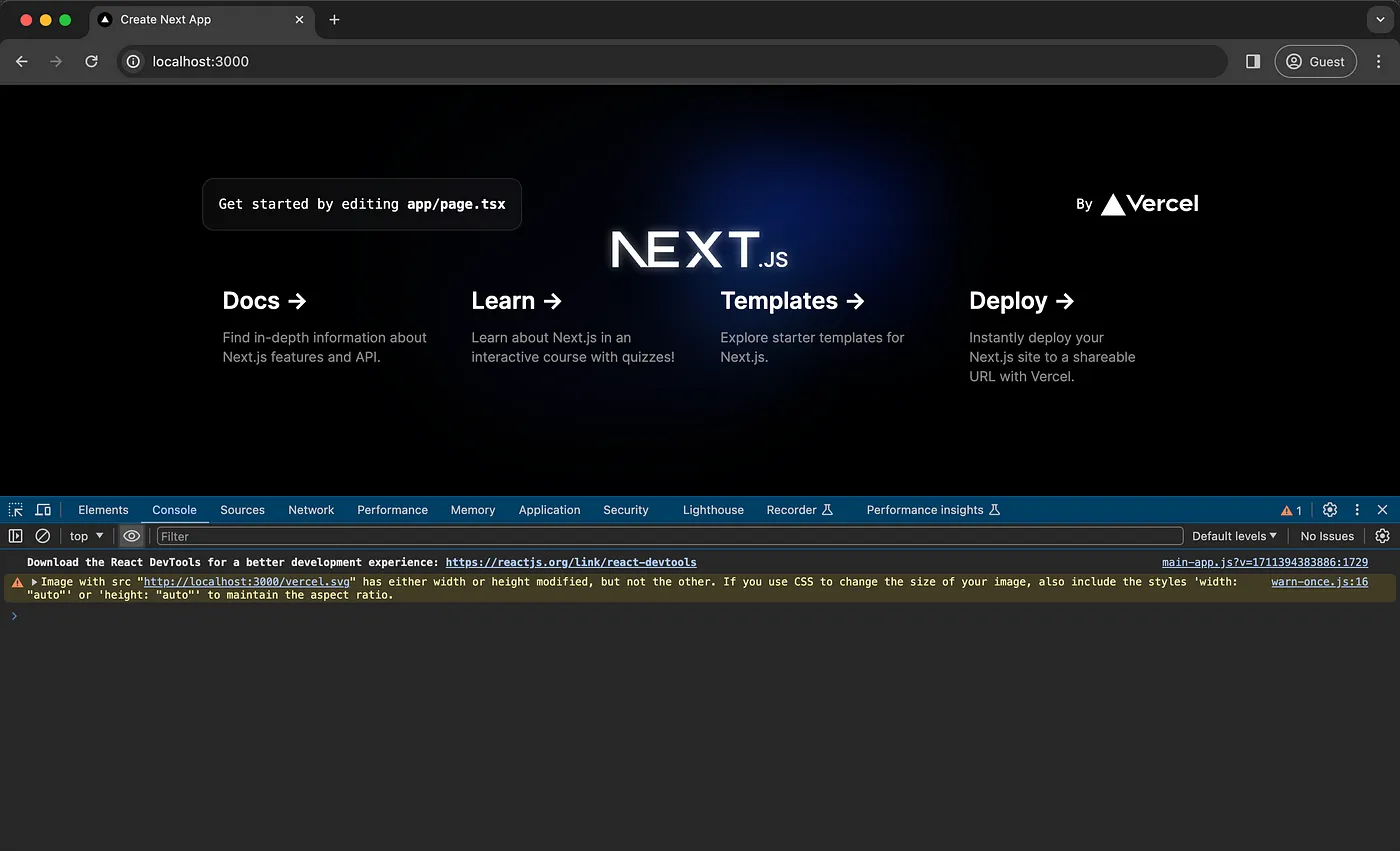 Create Next App
localhost:3000
Guest
Get started by editing app/page.tsx
By Vercel
NEXT.JS
Docs →
Find in-depth information about
Next.js features and API.
Learn →
Learn about Next.js in an
interactive course with quizzes!
Templates →
Explore starter templates for
Next.js.
Deploy →
Instantly deploy your
Next.js site to a shareable
URL with Vercel.
Elements Console Sources Network Performance Memory Application Security Lighthouse Recorder Performance insights 1
top Filter Default levels No Issues
Download the React DevTools for a better development experience: https://reactjs.org/link/react-devtools main-app.js?v=1711394383886:1729
Image with src "http://localhost:3000/vercel.svg" has either width or height modified, but not the other. If you use CSS to change the size of your image, also include the styles 'width: warn-once.js:16
"auto"' or 'height: "auto"' to maintain the aspect ratio.